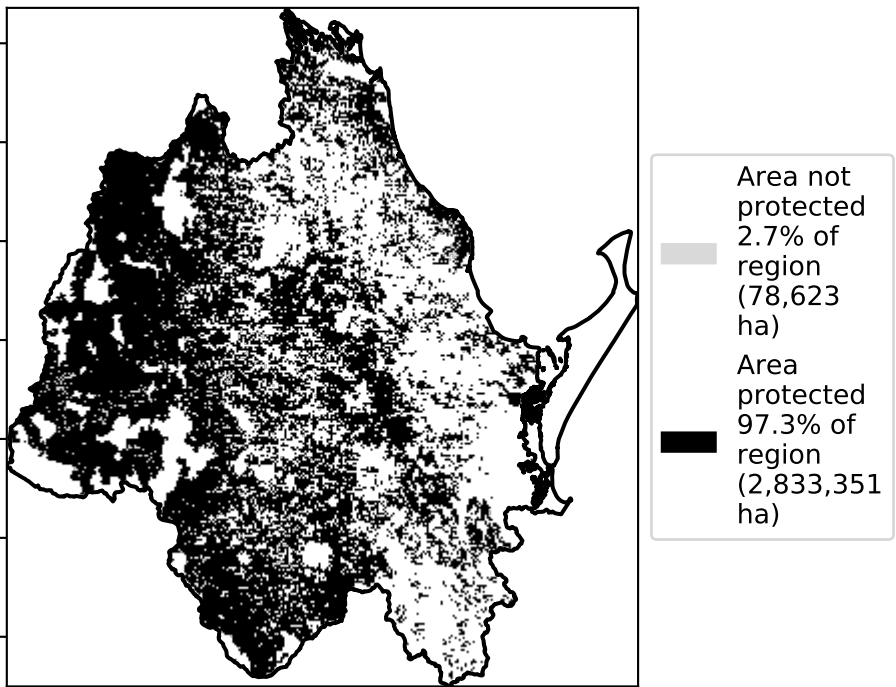 Area not
protected
2.7% of
region
(78,623
ha)
Area
protected
97.3% of
region
(2,833,351
ha)